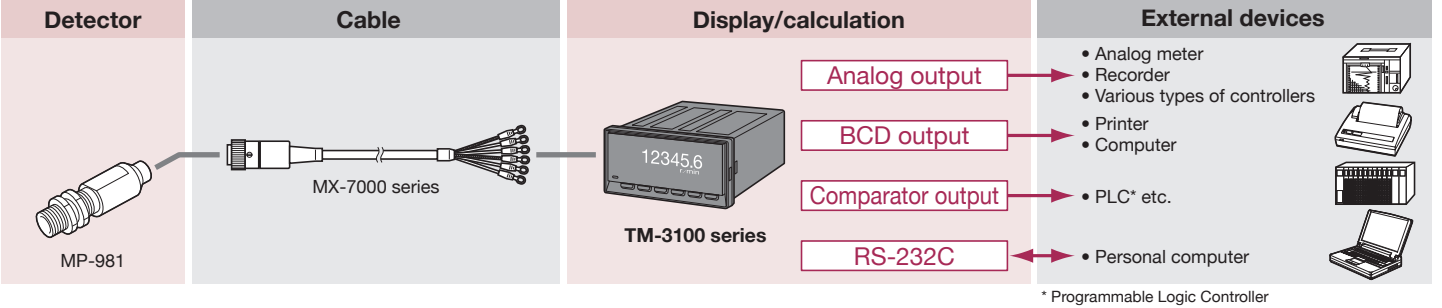 Detector
Cable
Display/calculation
External devices
MP-981
MX-7000 series
12345.6
r/min
TM-3100 series
Analog output
BCD output
Comparator output
RS-232C
• Analog meter
• Recorder
• Various types of controllers
• Printer
• Computer
• PLC* etc.
• Personal computer
* Programmable Logic Controller